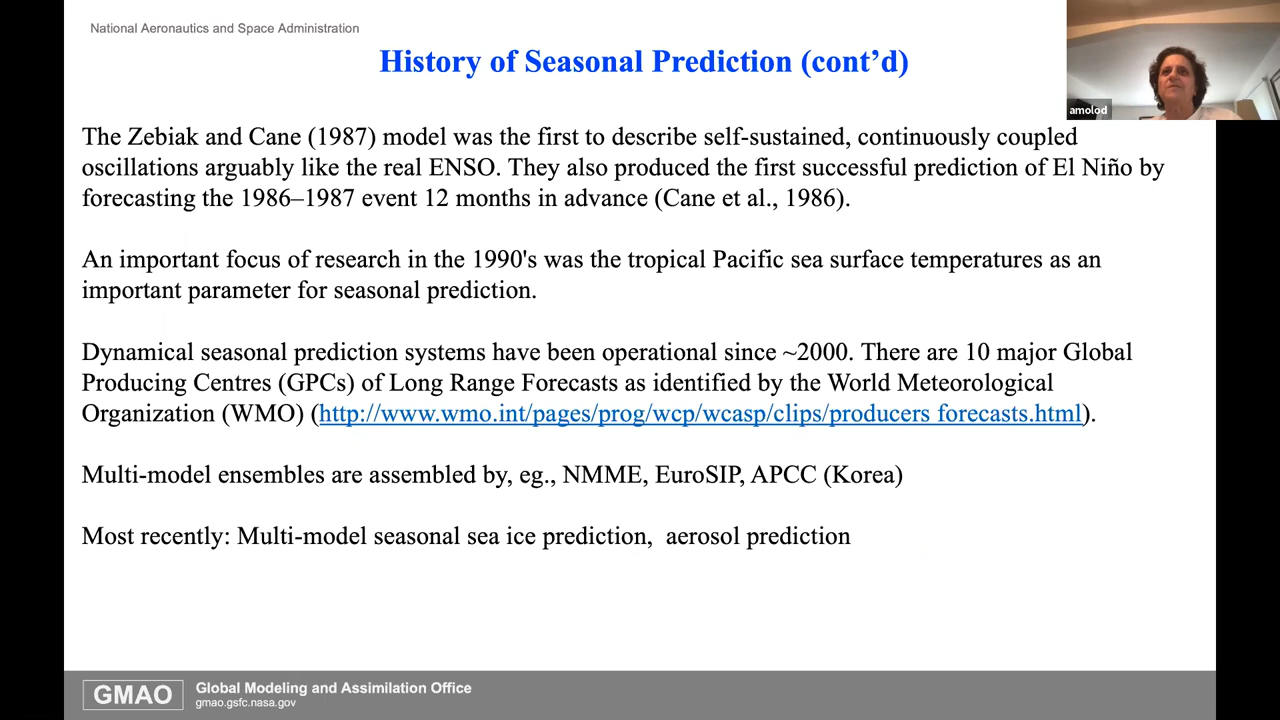 National Aeronautics and Space Administration
History of Seasonal Prediction (cont’d)
amolod
The Zebiak and Cane (1987) model was the first to describe self-sustained, continuously coupled
oscillations arguably like the real ENSO. They also produced the first successful prediction of El Niño by
forecasting the 1986–1987 event 12 months in advance (Cane et al., 1986).
An important focus of research in the 1990's was the tropical Pacific sea surface temperatures as an
important parameter for seasonal prediction.
Dynamical seasonal prediction systems have been operational since ~2000. There are 10 major Global
Producing Centres (GPCs) of Long Range Forecasts as identified by the World Meteorological
Organization (WMO) (http://www.wmo.int/pages/prog/wcp/wcasp/clips/producers forecasts.html).
Multi-model ensembles are assembled by, eg., NMME, EuroSIP, APCC (Korea)
Most recently: Multi-model seasonal sea ice prediction,  aerosol prediction
GMAO
Global Modeling and Assimilation Office
gmao.gsfc.nasa.gov